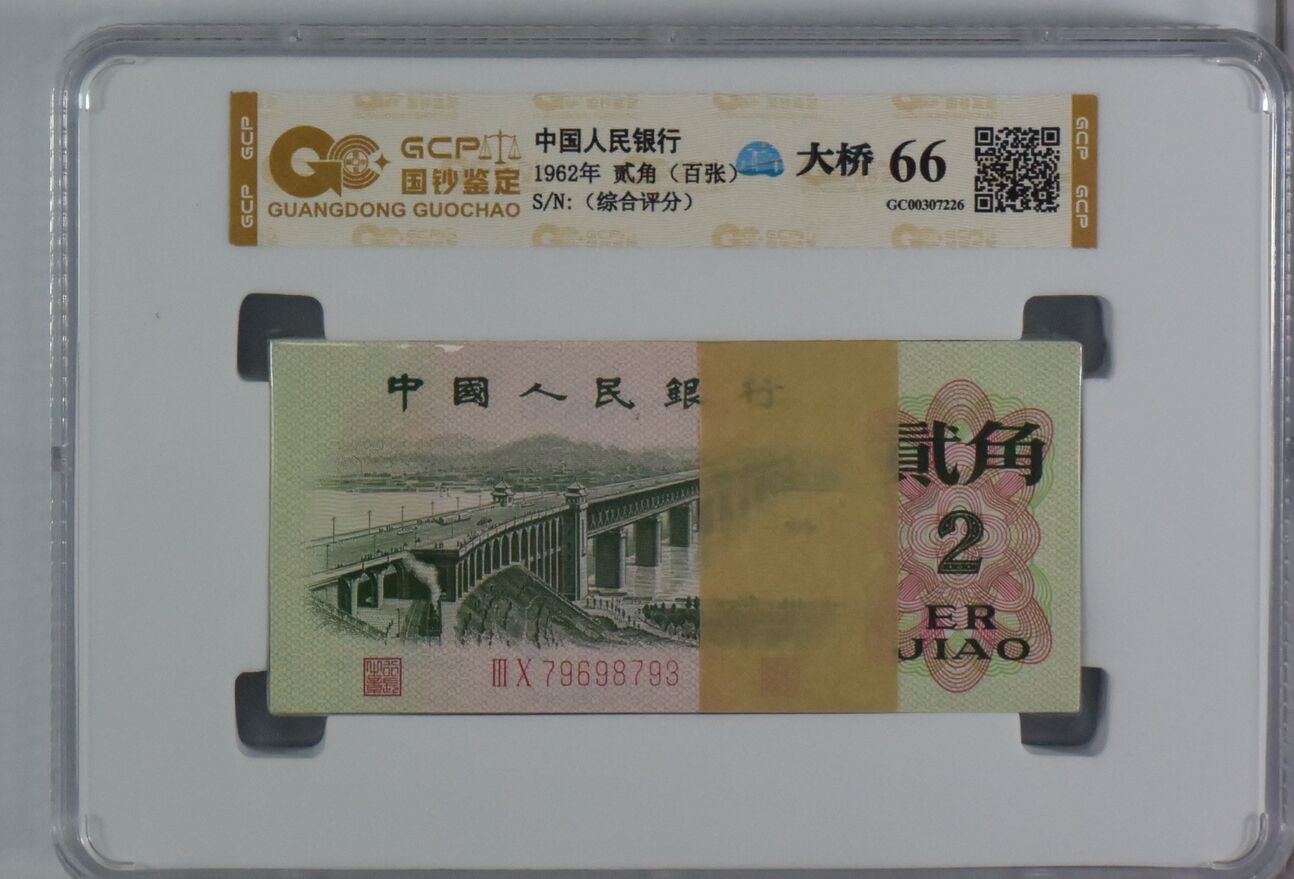 GCP
国钞鉴定
GUANGDONG GUOCHAO
中国人民银行
1962年 贰角（百张）
S/N:（综合评分）
大桥 66
GC00307226
GCP
GCP
GCP
GCP
中國人民銀行
貳角
2
ER
JIAO
ⅢⅩ 79698793